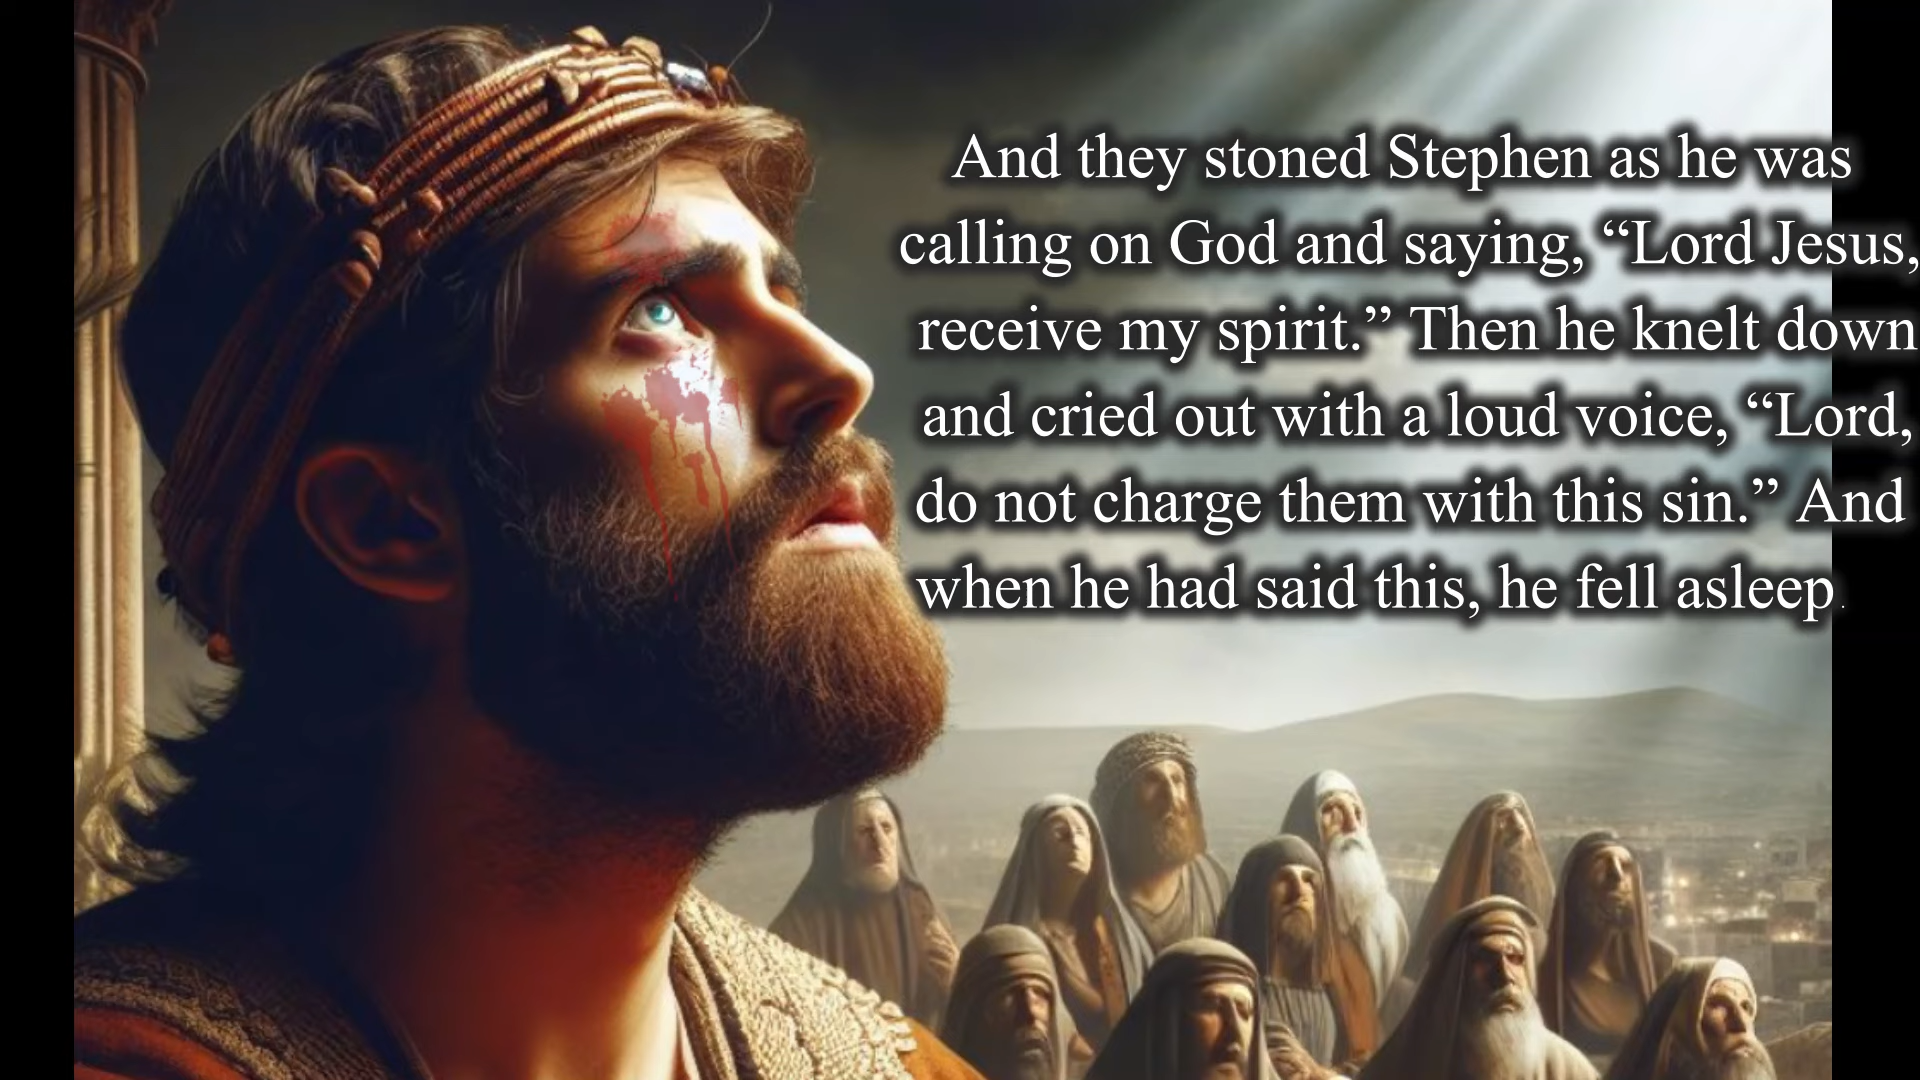 And they stoned Stephen as he was
calling on God and saying, “Lord Jesus,
receive my spirit.” Then he knelt down
and cried out with a loud voice, “Lord,
do not charge them with this sin.” And
when he had said this, he fell asleep.